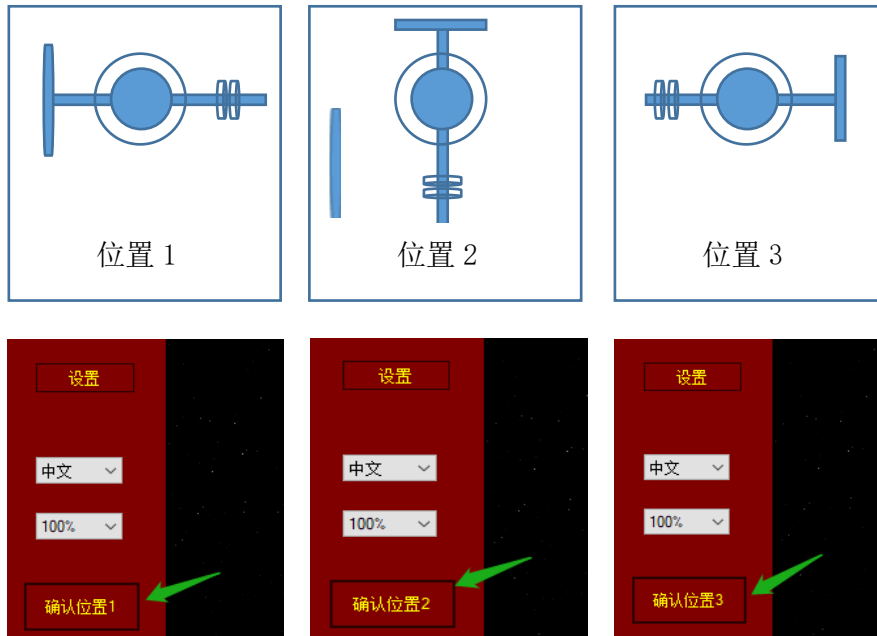 位置 1
位置 2
位置 3
设置
中文
100%
确认位置1
设置
中文
100%
确认位置2
设置
中文
100%
确认位置3